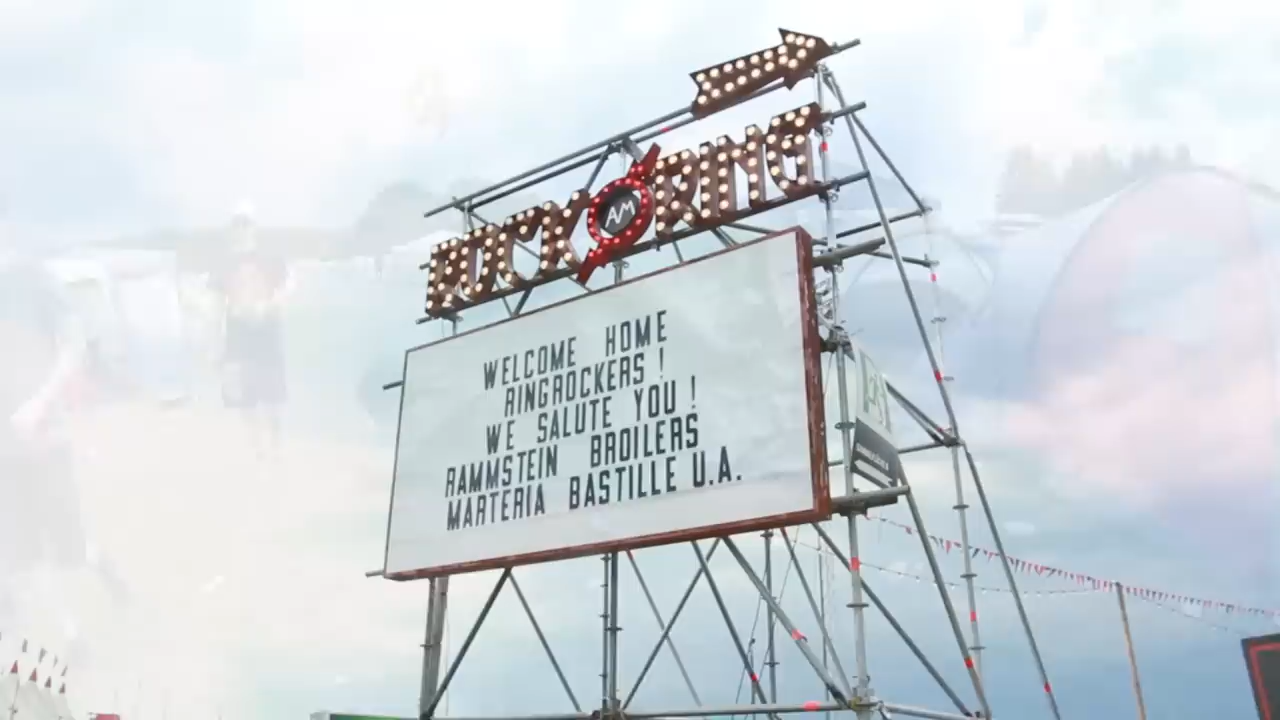 ROCK AM RING
WELCOME HOME
RINGROCKERS !
WE SALUTE YOU !
RAMMSTEIN BROILERS
MARTERIA BASTILLE U.A.